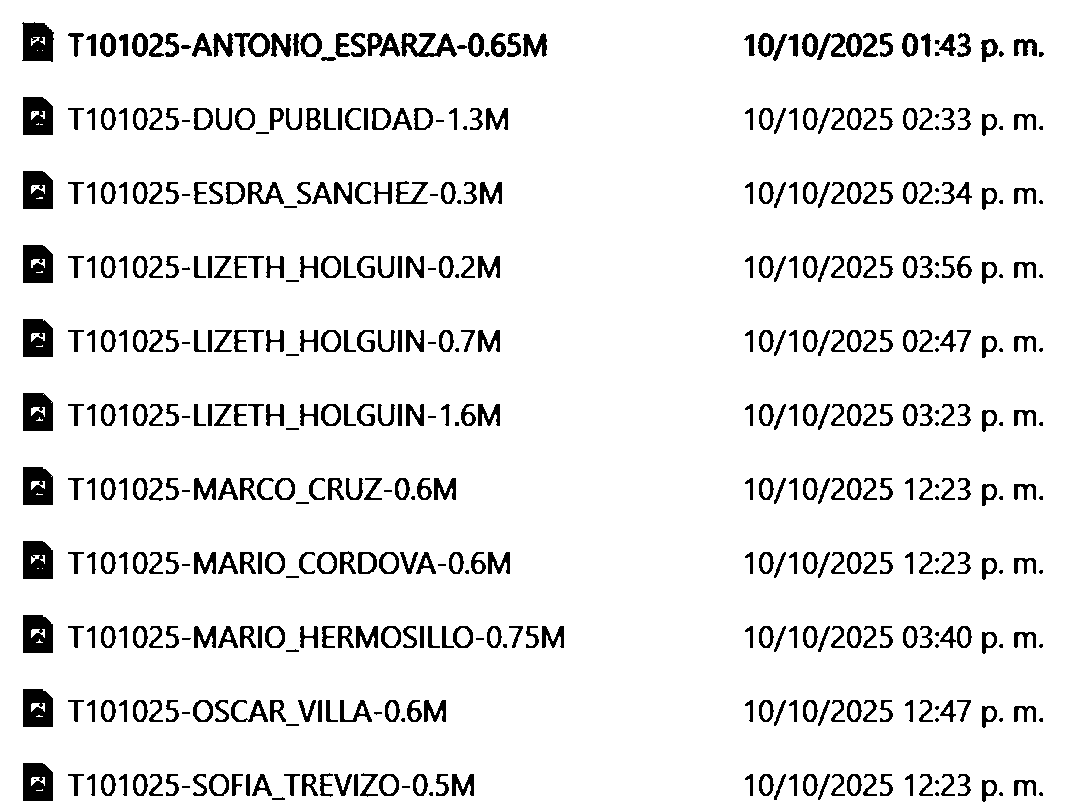 T101025-ANTONIO_ESPARZA-0.65M 10/10/2025 01:43 p. m.
T101025-DUO_PUBLICIDAD-1.3M 10/10/2025 02:33 p. m.
T101025-ESDRA_SANCHEZ-0.3M 10/10/2025 02:34 p. m.
T101025-LIZETH_HOLGUIN-0.2M 10/10/2025 03:56 p. m.
T101025-LIZETH_HOLGUIN-0.7M 10/10/2025 02:47 p. m.
T101025-LIZETH_HOLGUIN-1.6M 10/10/2025 03:23 p. m.
T101025-MARCO_CRUZ-0.6M 10/10/2025 12:23 p. m.
T101025-MARIO_CORDOVA-0.6M 10/10/2025 12:23 p. m.
T101025-MARIO_HERMOSILLO-0.75M 10/10/2025 03:40 p. m.
T101025-OSCAR_VILLA-0.6M 10/10/2025 12:47 p. m.
T101025-SOFIA_TREVIZO-0.5M 10/10/2025 12:23 p. m.